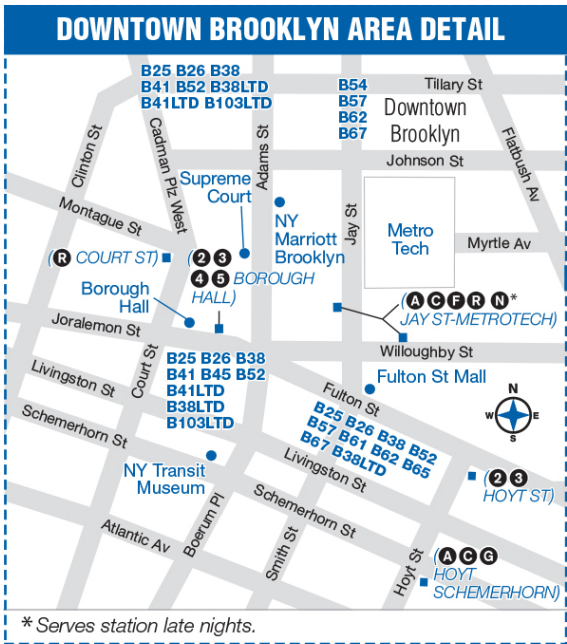 DOWNTOWN BROOKLYN AREA DETAIL
B25 B26 B38
B41 B52 B38LTD
B41LTD B103LTD
B54
B57
B62
B67
Tillary St
Downtown
Brooklyn
Clinton St
Cadman Plz West
Adams St
Flatbush Av
Johnson St
Supreme
Court
Montague St
NY
Marriott
Brooklyn
Jay St
Metro
Tech
Myrtle Av
(R COURT ST)
(2 3
4 5 BOROUGH
HALL)
Borough
Hall
(A C F R N*
JAY ST-METROTECH)
Joralemon St
Willoughby St
Court St
B25 B26 B38
B41 B45 B52
B41LTD
B38LTD
B103LTD
Livingston St
Fulton St Mall
Fulton St
N
W E
S
Schemerhorn St
B25 B26 B38 B52
B57 B61 B62 B65
B67 B38LTD
NY Transit
Museum
Livingston St
(2 3
HOYT ST)
Schemerhorn St
Atlantic Av
Boerum Pl
Smith St
Hoyt St
(A C G
HOYT
SCHEMERHORN)
* Serves station late nights.